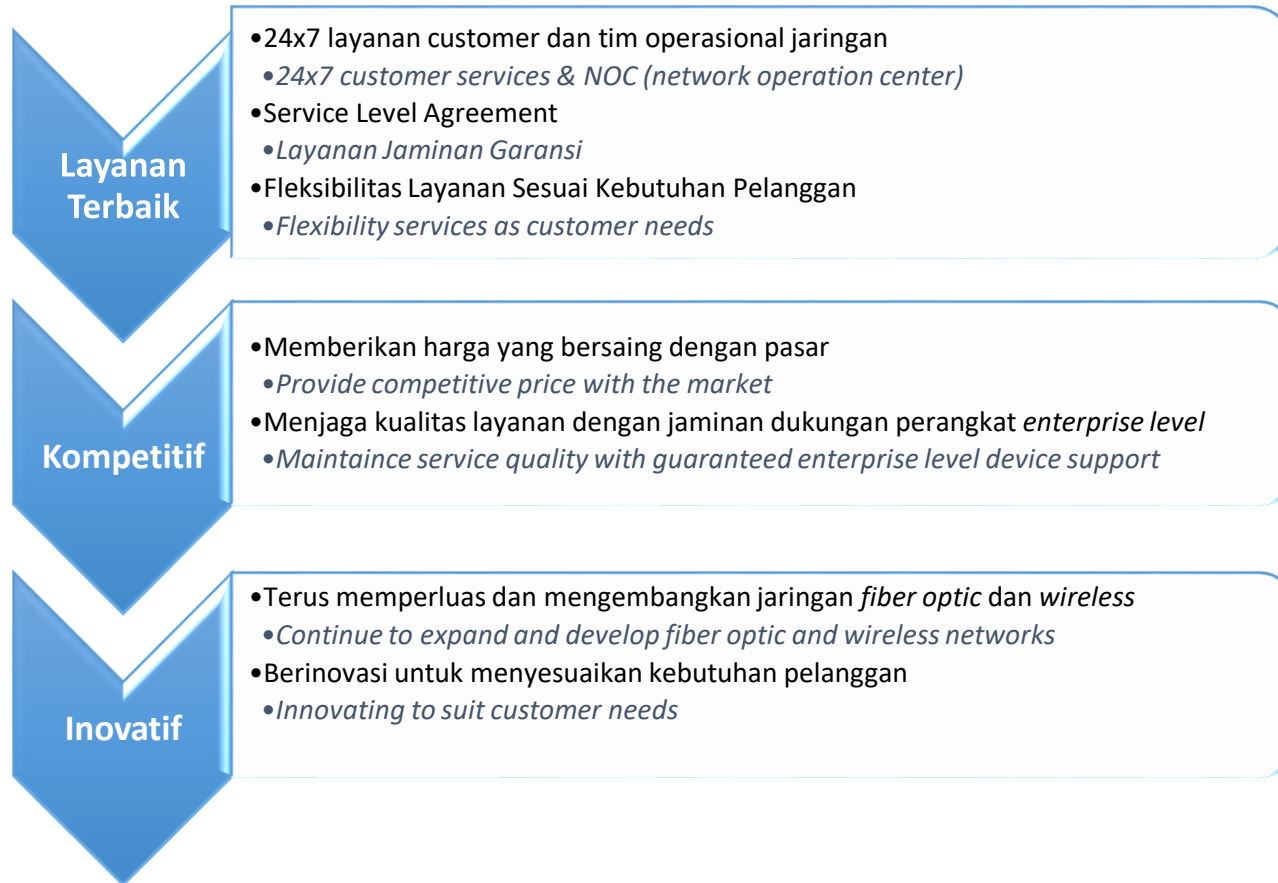 Layanan
Terbaik
•24x7 layanan customer dan tim operasional jaringan
•24x7 customer services & NOC (network operation center)
•Service Level Agreement
•Layanan Jaminan Garansi
•Fleksibilitas Layanan Sesuai Kebutuhan Pelanggan
•Flexibility services as customer needs
Kompetitif
•Memberikan harga yang bersaing dengan pasar
•Provide competitive price with the market
•Menjaga kualitas layanan dengan jaminan dukungan perangkat enterprise level
•Maintaince service quality with guaranteed enterprise level device support
Inovatif
•Terus memperluas dan mengembangkan jaringan fiber optic dan wireless
•Continue to expand and develop fiber optic and wireless networks
•Berinovasi untuk menyesuaikan kebutuhan pelanggan
•Innovating to suit customer needs